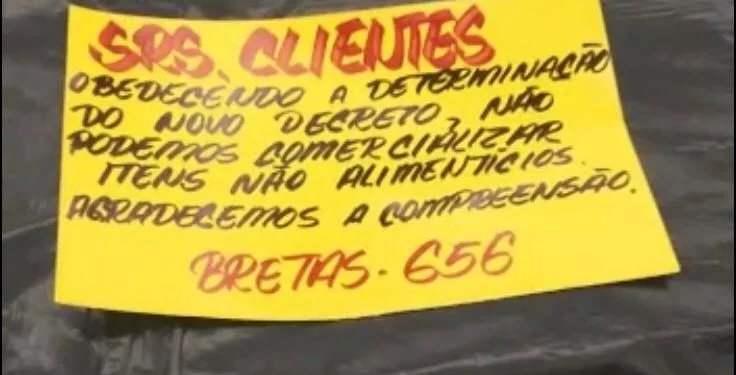 SRS. CLIENTES
OBEDECENDO A DETERMINAÇÃO
DO NOVO DECRETO, NÃO
PODEMOS COMERCIALIZAR
ITENS NÃO ALIMENTÍCIOS.
AGRADECEMOS A COMPREENSÃO.
BRETAS - 656